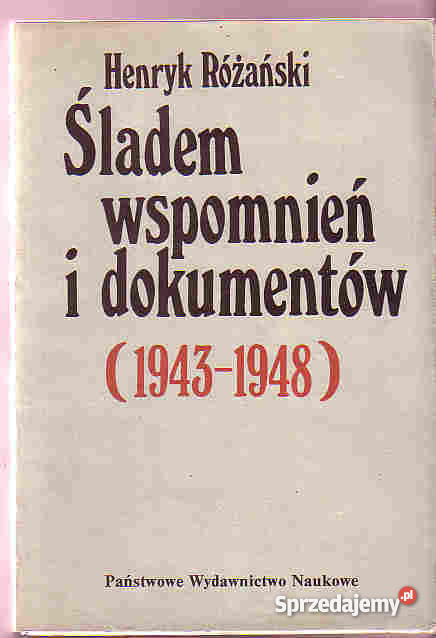 Henryk Różański
Śladem
wspomnień
i dokumentów
(1943-1948)
Państwowe Wydawnictwo Naukowe
Sprzedajemy.pl